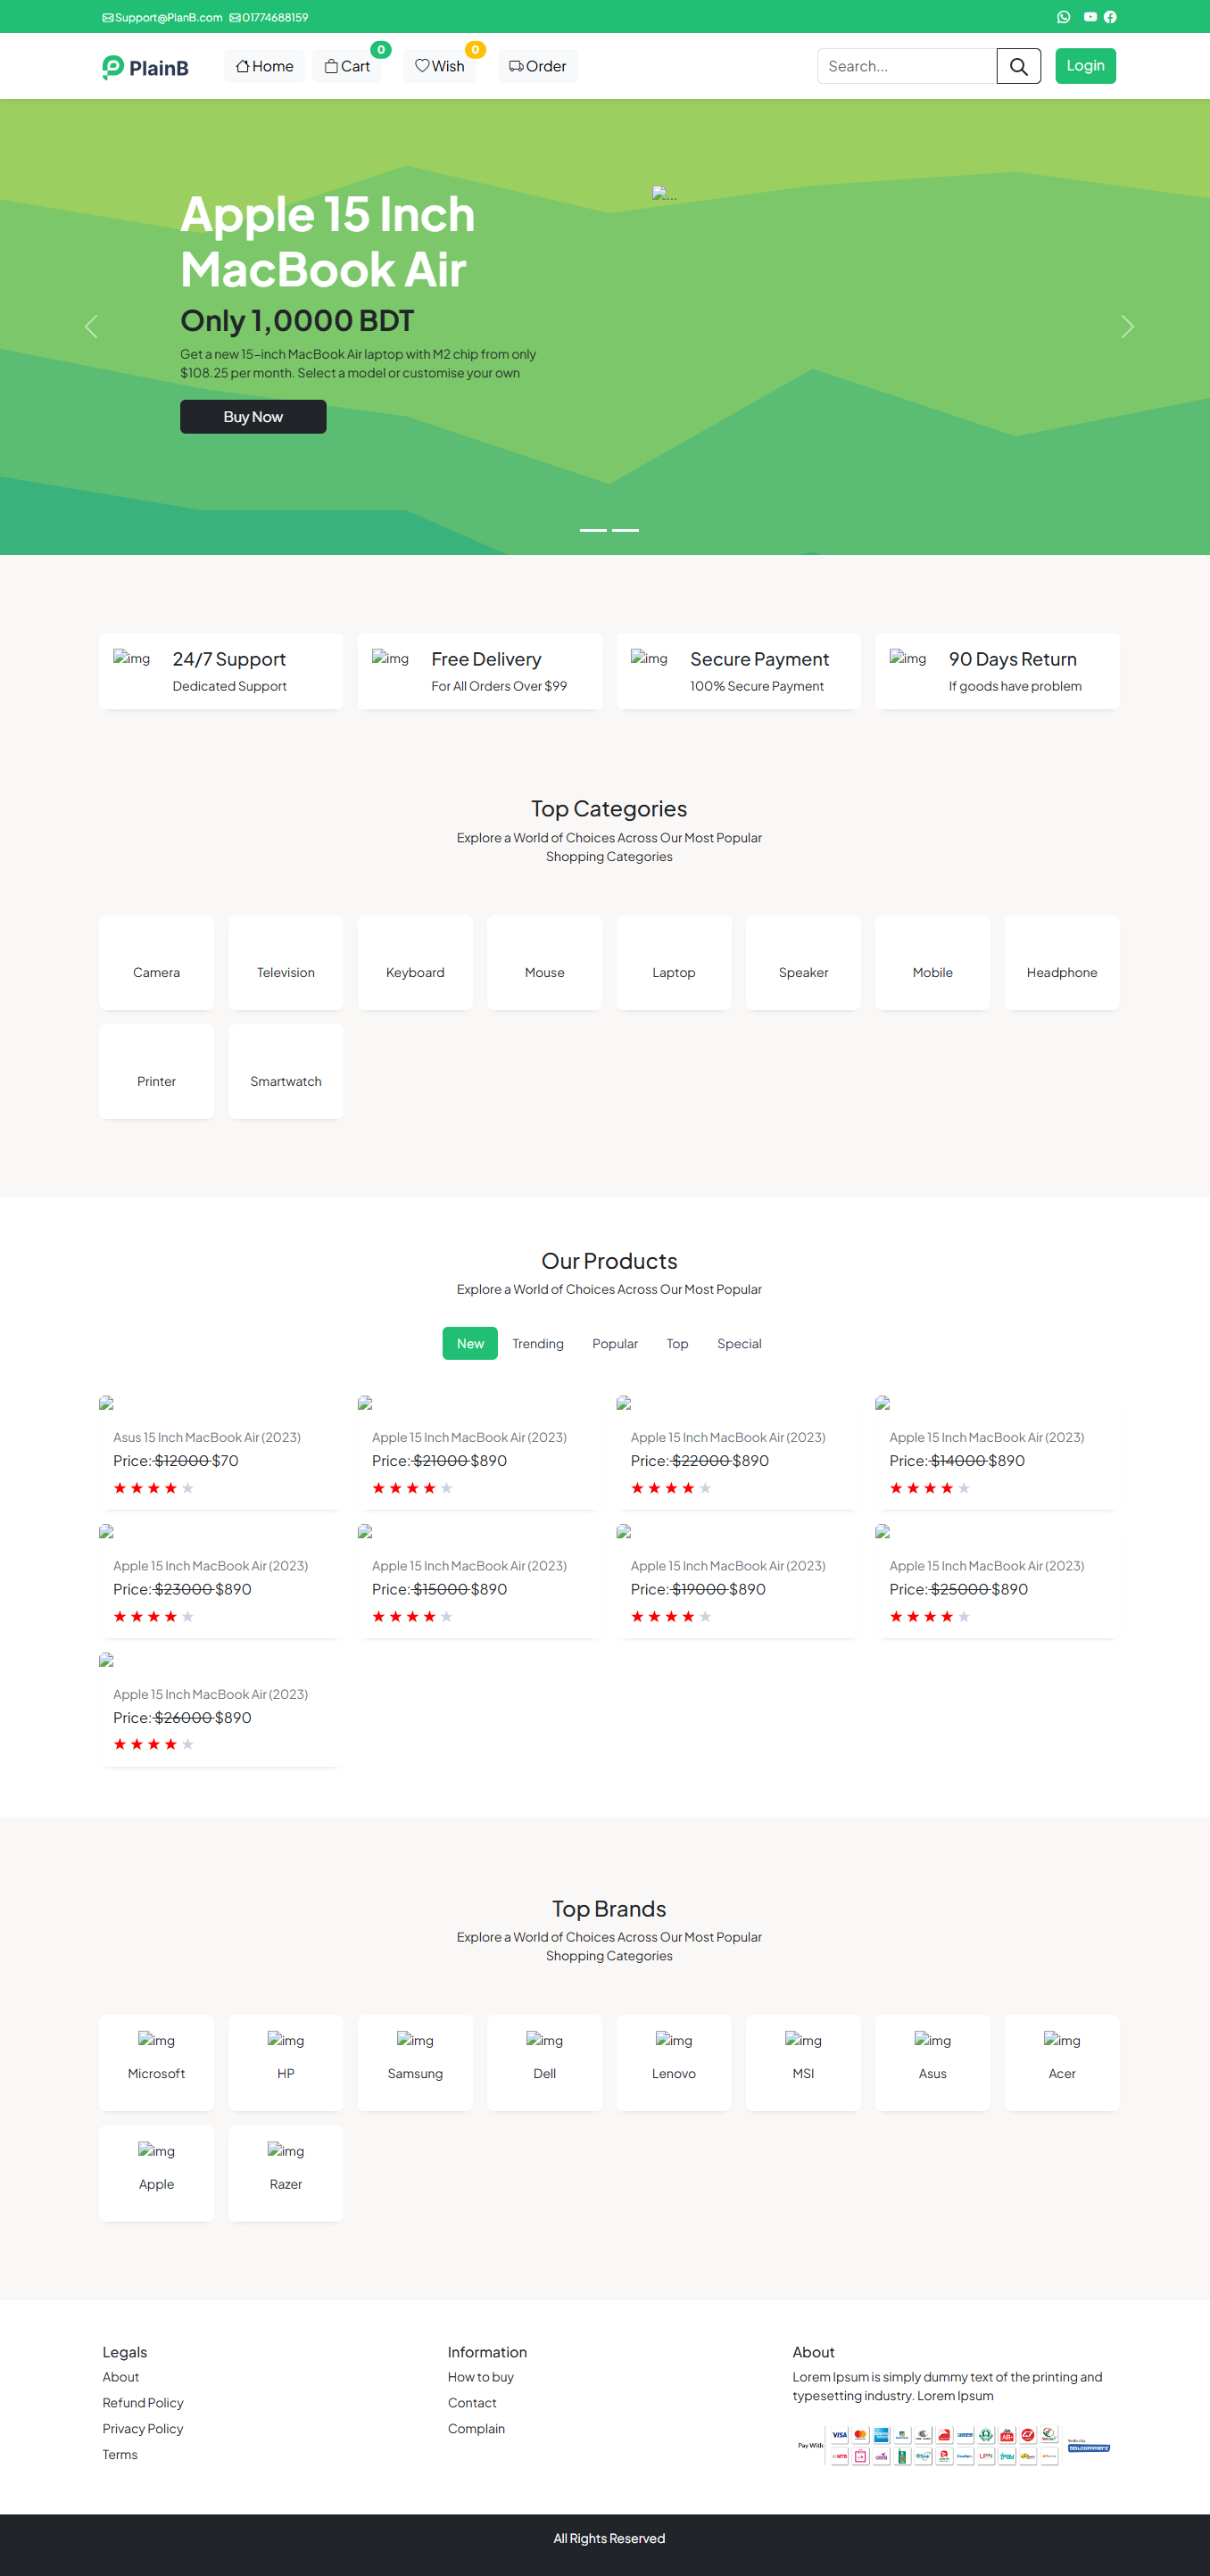 Support@PlanB.com 01774688159
PlainB
Home
Cart
0
Wish
0
Order
Search...
Login
Apple 15 Inch
MacBook Air
Only 1,0000 BDT
Get a new 15-inch MacBook Air laptop with M2 chip from only
$108.25 per month. Select a model or customise your own
Buy Now
...
img
24/7 Support
Dedicated Support
img
Free Delivery
For All Orders Over $99
img
Secure Payment
100% Secure Payment
img
90 Days Return
If goods have problem
Top Categories
Explore a World of Choices Across Our Most Popular
Shopping Categories
Camera
Television
Keyboard
Mouse
Laptop
Speaker
Mobile
Headphone
Printer
Smartwatch
Our Products
Explore a World of Choices Across Our Most Popular
New
Trending
Popular
Top
Special
Asus 15 Inch MacBook Air (2023)
Price: $12000 $70
Apple 15 Inch MacBook Air (2023)
Price: $21000 $890
Apple 15 Inch MacBook Air (2023)
Price: $22000 $890
Apple 15 Inch MacBook Air (2023)
Price: $14000 $890
Apple 15 Inch MacBook Air (2023)
Price: $23000 $890
Apple 15 Inch MacBook Air (2023)
Price: $15000 $890
Apple 15 Inch MacBook Air (2023)
Price: $19000 $890
Apple 15 Inch MacBook Air (2023)
Price: $25000 $890
Apple 15 Inch MacBook Air (2023)
Price: $26000 $890
Top Brands
Explore a World of Choices Across Our Most Popular
Shopping Categories
img
Microsoft
img
HP
img
Samsung
img
Dell
img
Lenovo
img
MSI
img
Asus
img
Acer
img
Apple
img
Razer
Legals
About
Refund Policy
Privacy Policy
Terms
Information
How to buy
Contact
Complain
About
Lorem Ipsum is simply dummy text of the printing and
typesetting industry. Lorem Ipsum
Pay With
VISA
All Rights Reserved